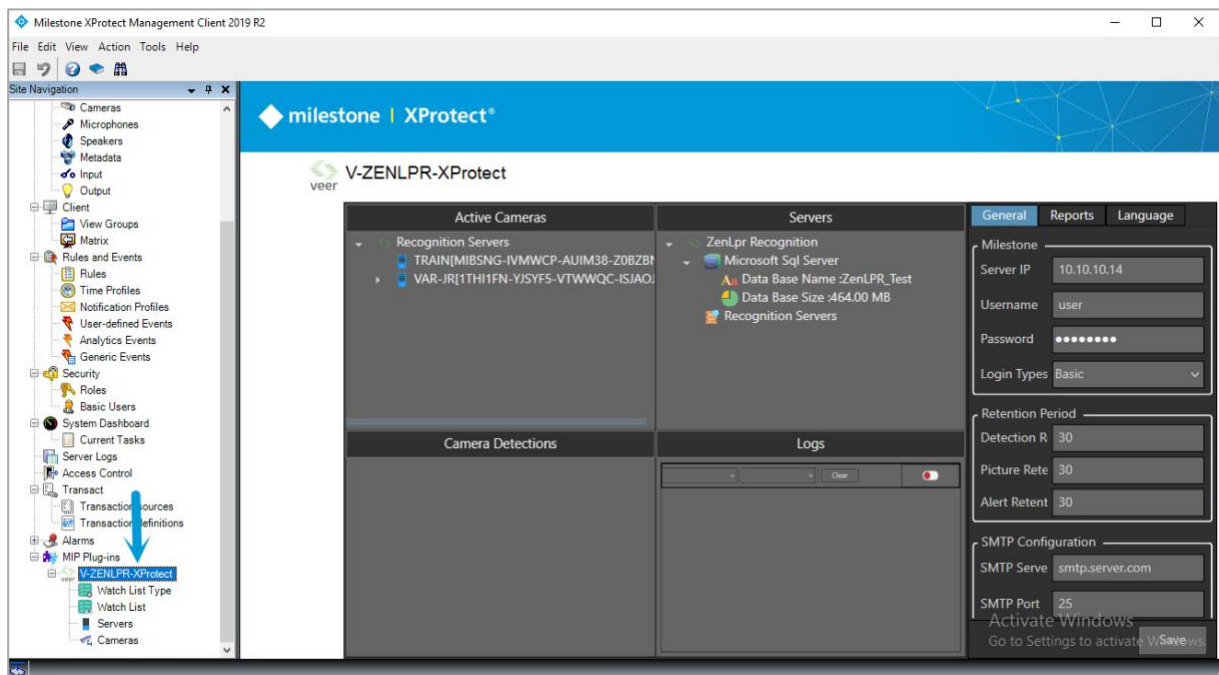 Milestone XProtect Management Client 2019 R2
File Edit View Action Tools Help
Site Navigation
Cameras
Microphones
Speakers
Metadata
Input
Output
Client
View Groups
Matrix
Rules and Events
Rules
Time Profiles
Notification Profiles
User-defined Events
Analytics Events
Generic Events
Security
Roles
Basic Users
System Dashboard
Current Tasks
Server Logs
Access Control
Transact
Transaction sources
Transaction definitions
Alarms
MIP Plug-ins
V-ZENLPR-XProtect
Watch List Type
Watch List
Servers
Cameras
milestone | XProtect®
veer
V-ZENLPR-XProtect
Active Cameras
Recognition Servers
TRAIN[MIBSNG-IVMWCP-AUIM38-Z0BZB
VAR-JR[1THI1FN-YJSYF5-VTWWQC-ISJAO
Servers
ZenLpr Recognition
Microsoft Sql Server
Data Base Name :ZenLPR_Test
Data Base Size :464.00 MB
Recognition Servers
Camera Detections
Logs
Clear
General Reports Language
Milestone
Server IP 10.10.10.14
Username user
Password ••••••••
Login Types Basic
Retention Period
Detection R 30
Picture Rete 30
Alert Retent 30
SMTP Configuration
SMTP Serve smtp.server.com
SMTP Port 25
Activate Windows
Go to Settings to activate Windows.
Save